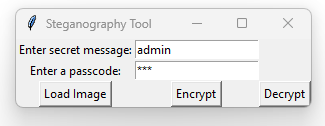 Steganography Tool
Enter secret message: admin
Enter a passcode: ***
Load Image Encrypt Decrypt